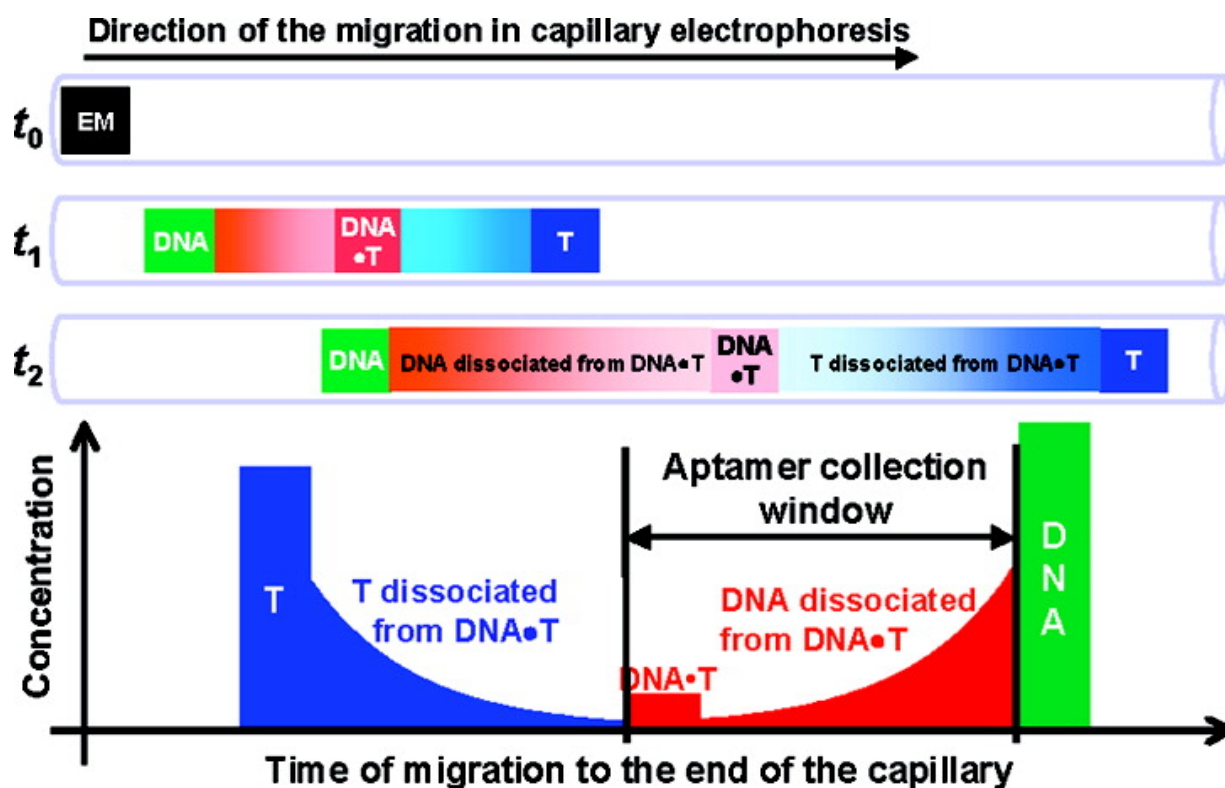 Direction of the migration in capillary electrophoresis
t0
EM
t1
DNA
DNA
•T
T
t2
DNA
DNA dissociated from DNA•T
DNA
•T
T dissociated from DNA•T
T
Concentration
Aptamer collection
window
T
T dissociated
from DNA•T
DNA dissociated
from DNA•T
DNA•T
D
N
A
Time of migration to the end of the capillary